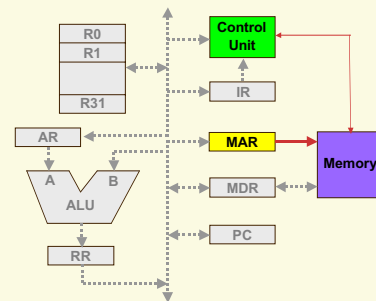 R0
R1
R31
AR
A
B
ALU
RR
Control
Unit
IR
MAR
MDR
PC
Memory